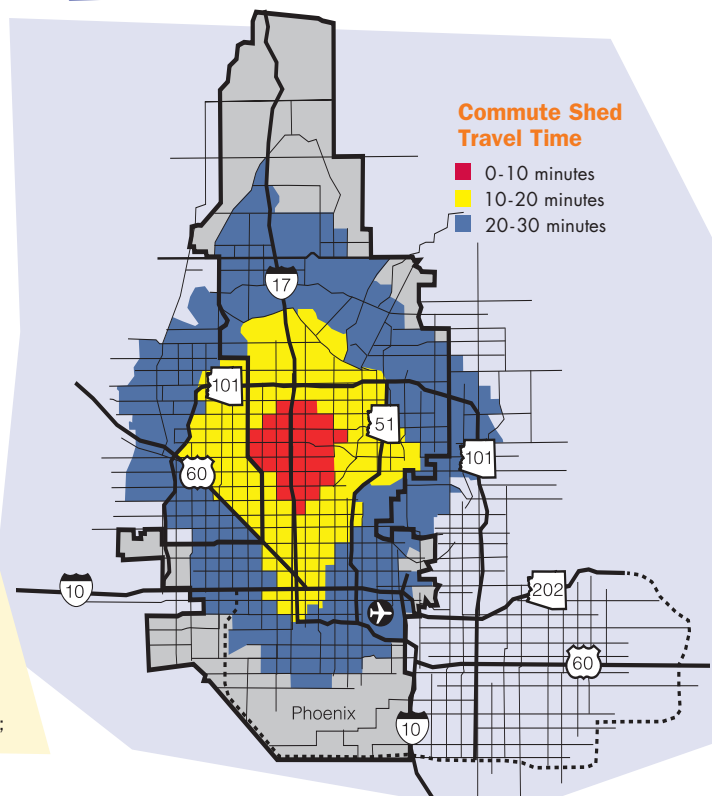 Commute Shed
Travel Time
0-10 minutes
10-20 minutes
20-30 minutes
17
101
51
101
60
10
202
60
Phoenix
;
10